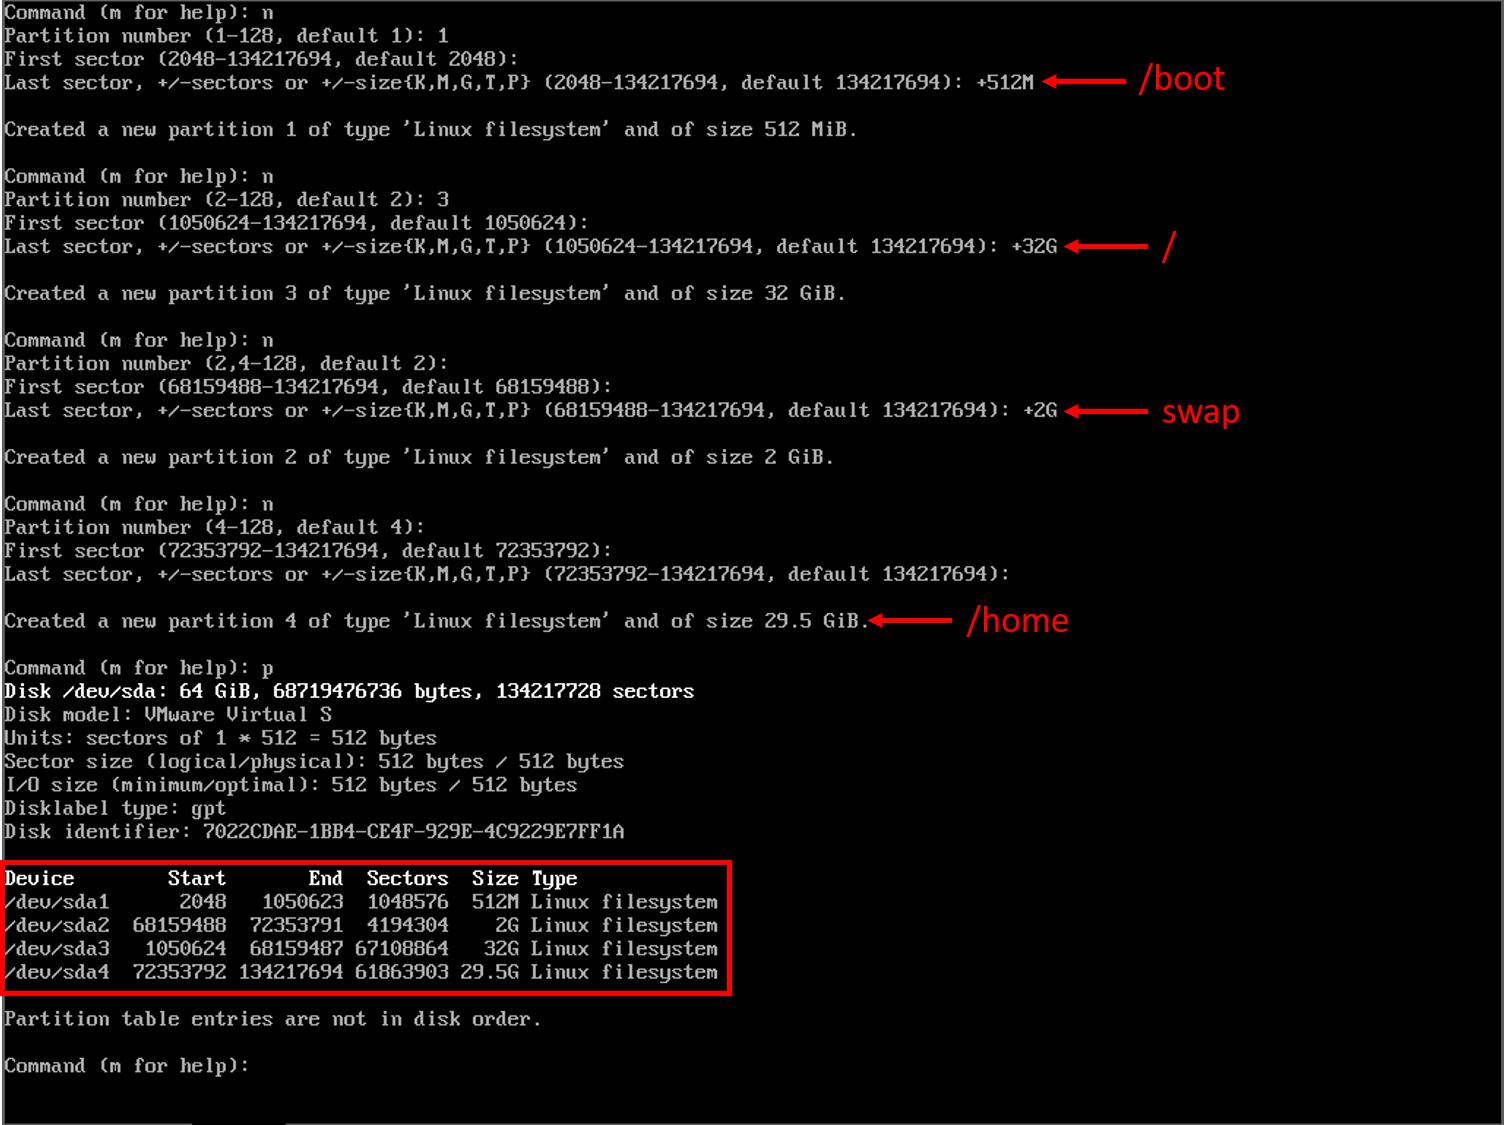 Command (m for help): n
Partition number (1-128, default 1): 1
First sector (2048-134217694, default 2048):
Last sector, +/-sectors or +/-size{K,M,G,T,P} (2048-134217694, default 134217694): +512M /boot
Created a new partition 1 of type 'Linux filesystem' and of size 512 MiB.
Command (m for help): n
Partition number (2-128, default 2): 3
First sector (1050624-134217694, default 1050624):
Last sector, +/-sectors or +/-size{K,M,G,T,P} (1050624-134217694, default 134217694): +32G /
Created a new partition 3 of type 'Linux filesystem' and of size 32 GiB.
Command (m for help): n
Partition number (2,4-128, default 2):
First sector (68159488-134217694, default 68159488):
Last sector, +/-sectors or +/-size{K,M,G,T,P} (68159488-134217694, default 134217694): +2G swap
Created a new partition 2 of type 'Linux filesystem' and of size 2 GiB.
Command (m for help): n
Partition number (4-128, default 4):
First sector (72353792-134217694, default 72353792):
Last sector, +/-sectors or +/-size{K,M,G,T,P} (72353792-134217694, default 134217694):
Created a new partition 4 of type 'Linux filesystem' and of size 29.5 GiB. /home
Command (m for help): p
Disk /dev/sda: 64 GiB, 68719476736 bytes, 134217728 sectors
Disk model: VMware Virtual S
Units: sectors of 1 * 512 = 512 bytes
Sector size (logical/physical): 512 bytes / 512 bytes
I/O size (minimum/optimal): 512 bytes / 512 bytes
Disklabel type: gpt
Disk identifier: 7022CDAE-1BB4-CE4F-929E-4C9229E7FF1A
Device Start End Sectors Size Type
/dev/sda1 2048 1050623 1048576 512M Linux filesystem
/dev/sda2 68159488 72353791 4194304 2G Linux filesystem
/dev/sda3 1050624 68159487 67108864 32G Linux filesystem
/dev/sda4 72353792 134217694 61863903 29.5G Linux filesystem
Partition table entries are not in disk order.
Command (m for help):